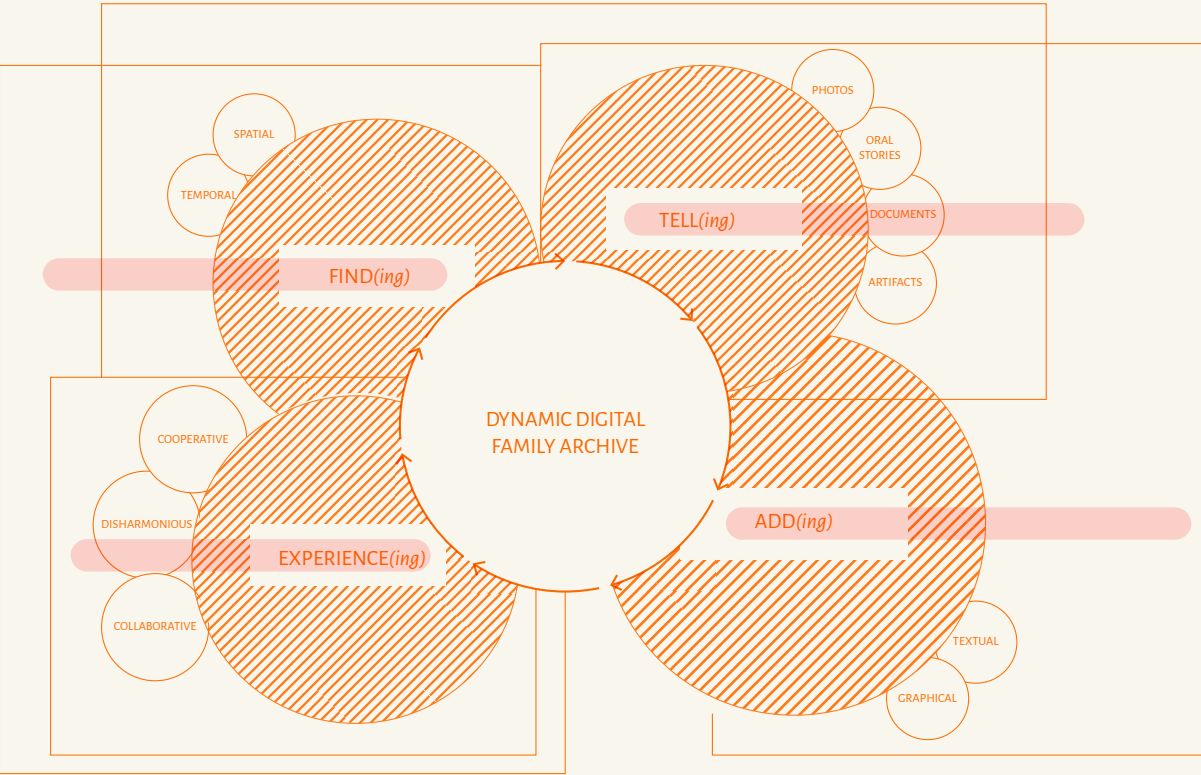 PHOTOS
SPATIAL
ORAL
STORIES
TEMPORAL
DOCUMENTS
TELL(ing)
FIND(ing)
ARTIFACTS
DYNAMIC DIGITAL
FAMILY ARCHIVE
COOPERATIVE
DISHARMONIOUS
ADD(ing)
EXPERIENCE(ing)
COLLABORATIVE
TEXTUAL
GRAPHICAL